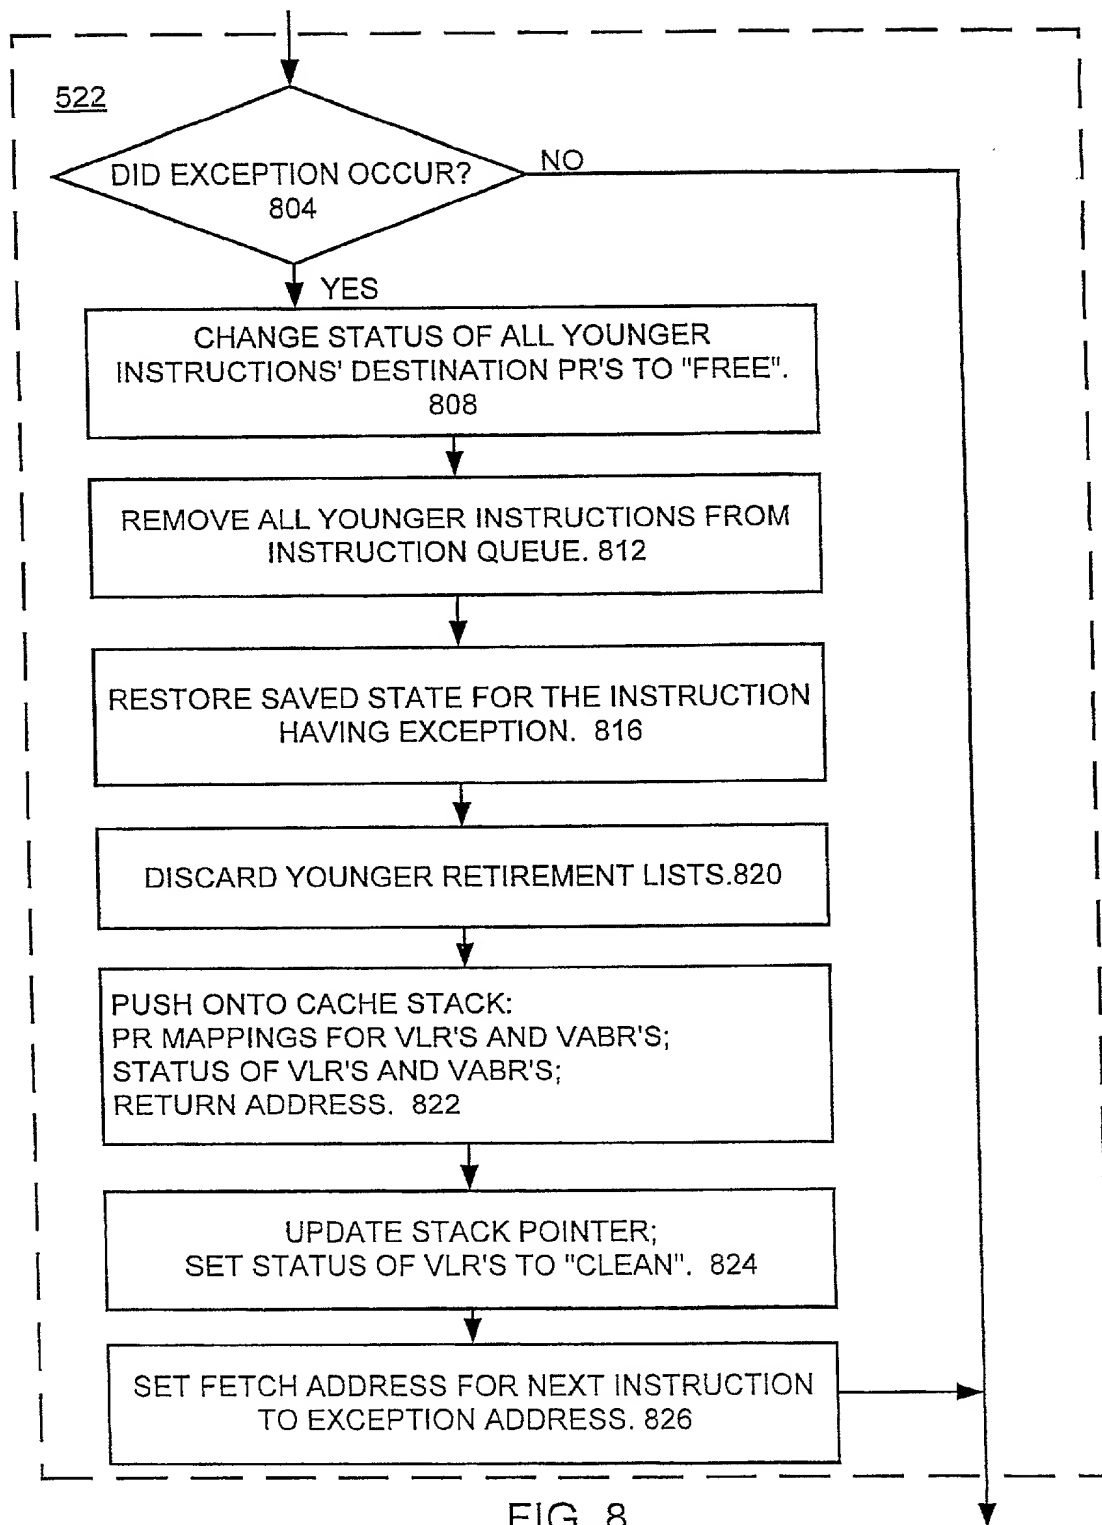 522
DID EXCEPTION OCCUR?
804
NO
YES
CHANGE STATUS OF ALL YOUNGER
INSTRUCTIONS' DESTINATION PR'S TO "FREE".
808
REMOVE ALL YOUNGER INSTRUCTIONS FROM
INSTRUCTION QUEUE. 812
RESTORE SAVED STATE FOR THE INSTRUCTION
HAVING EXCEPTION. 816
DISCARD YOUNGER RETIREMENT LISTS.820
PUSH ONTO CACHE STACK:
PR MAPPINGS FOR VLR'S AND VABR'S;
STATUS OF VLR'S AND VABR'S;
RETURN ADDRESS. 822
UPDATE STACK POINTER;
SET STATUS OF VLR'S TO "CLEAN". 824
SET FETCH ADDRESS FOR NEXT INSTRUCTION
TO EXCEPTION ADDRESS. 826
FIG. 8